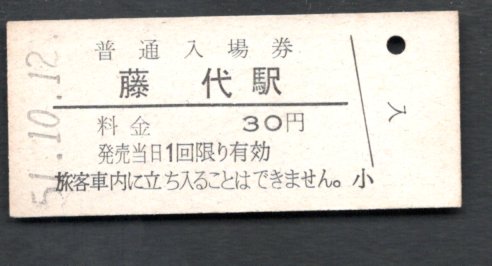 51.10.12.
普通入場券
藤代駅
料金 30円
発売当日1回限り有効
旅客車内に立ち入ることはできません。
小
入